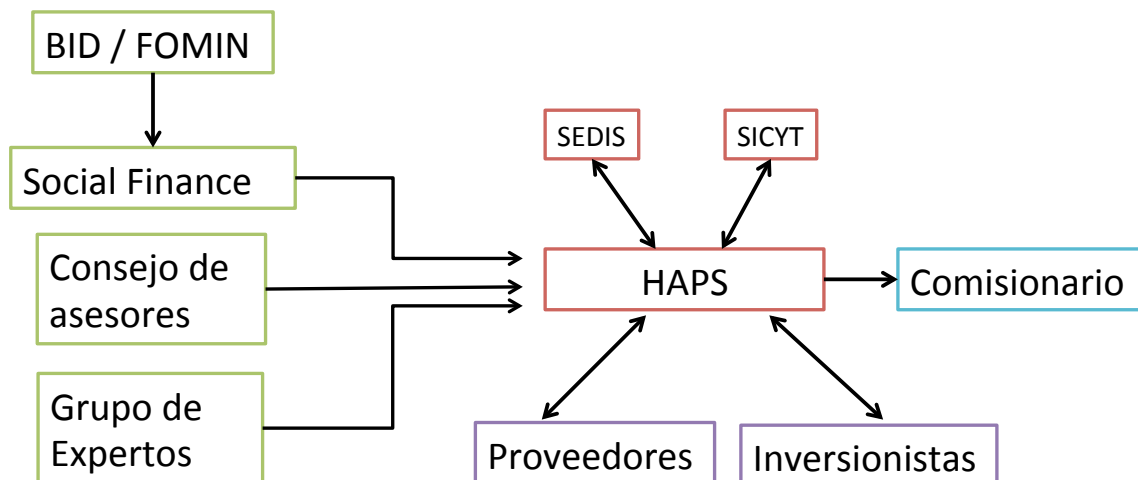 BID / FOMIN
SEDIS
SICYT
Social Finance
Consejo de
asesores
HAPS
Comisionario
Grupo de
Expertos
Proveedores
Inversionistas